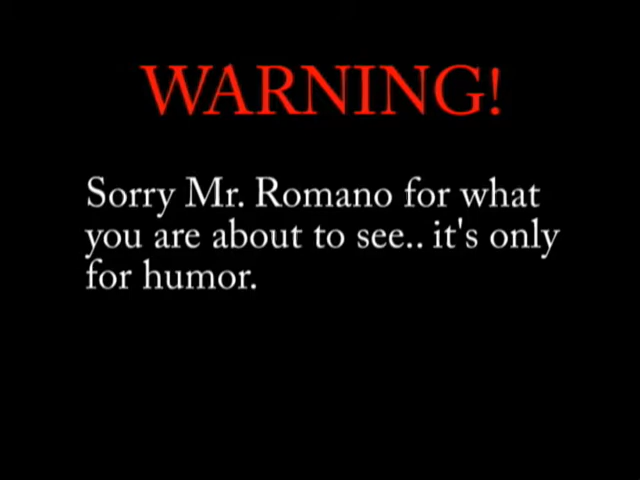 WARNING!
Sorry Mr. Romano for what
you are about to see.. it's only
for humor.